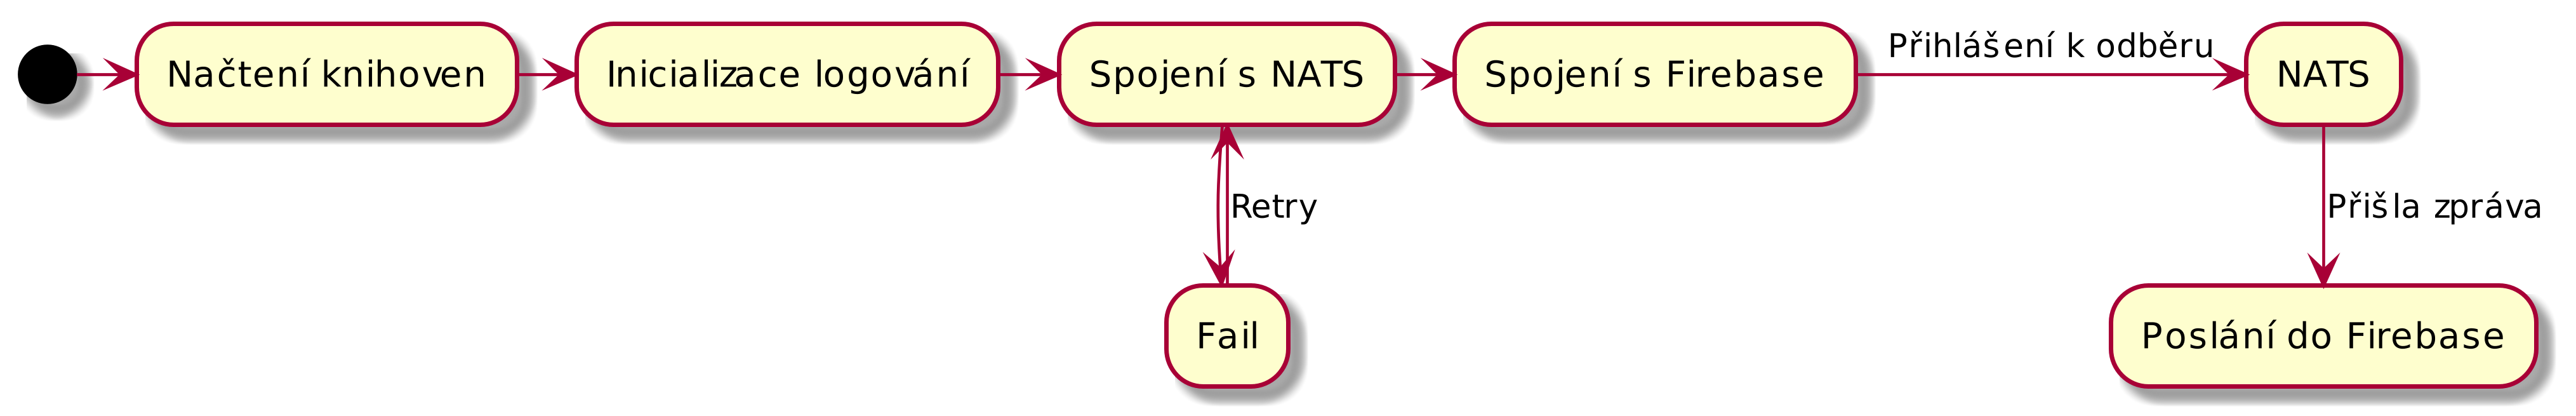 Načtení knihoven
Inicializace logování
Spojení s NATS
Spojení s Firebase
Přihlášení k odběru
NATS
Retry
Přišla zpráva
Fail
Poslání do Firebase